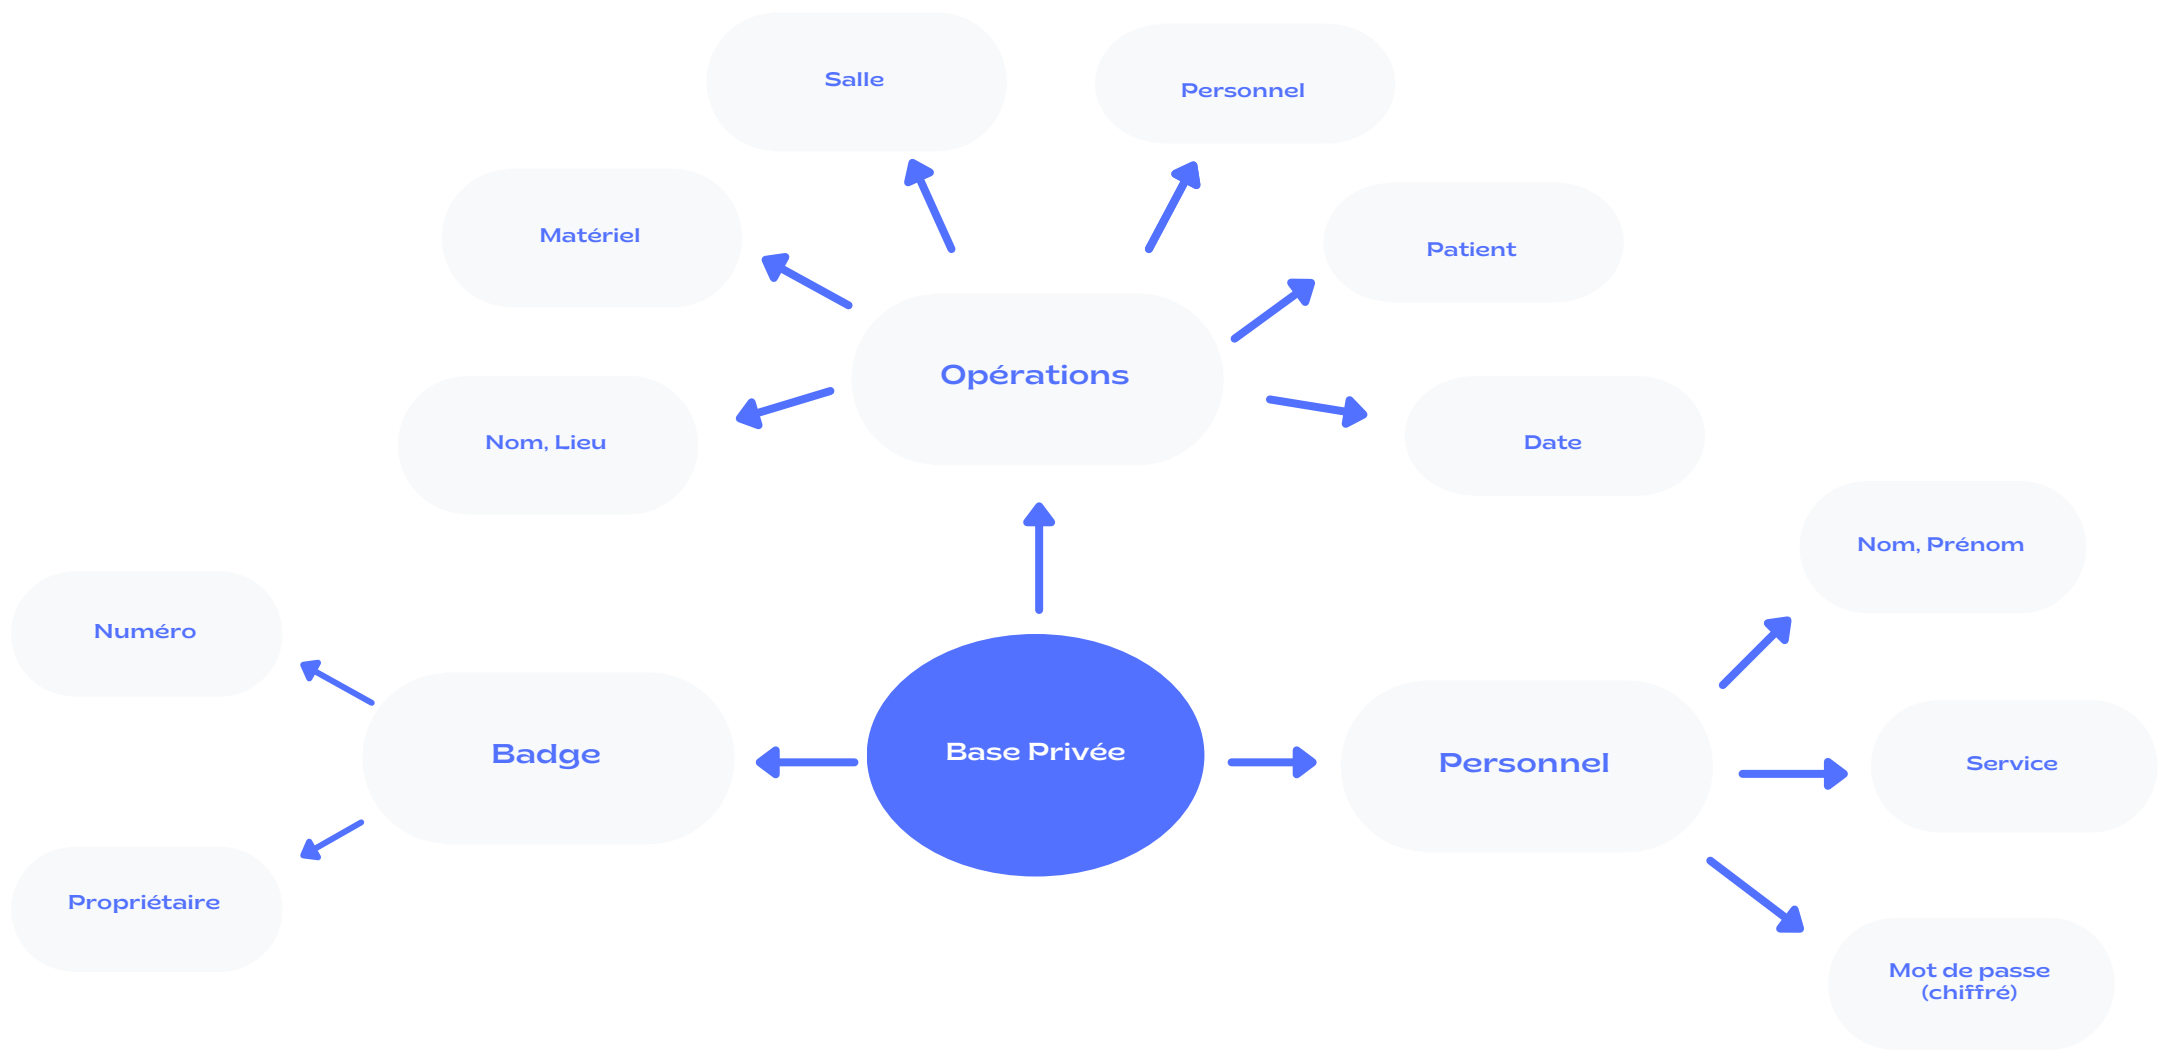 Salle
Personnel
Matériel
Patient
Opérations
Nom, Lieu
Date
Nom, Prénom
Numéro
Badge
Base Privée
Personnel
Service
Propriétaire
Mot de passe
(chiffré)